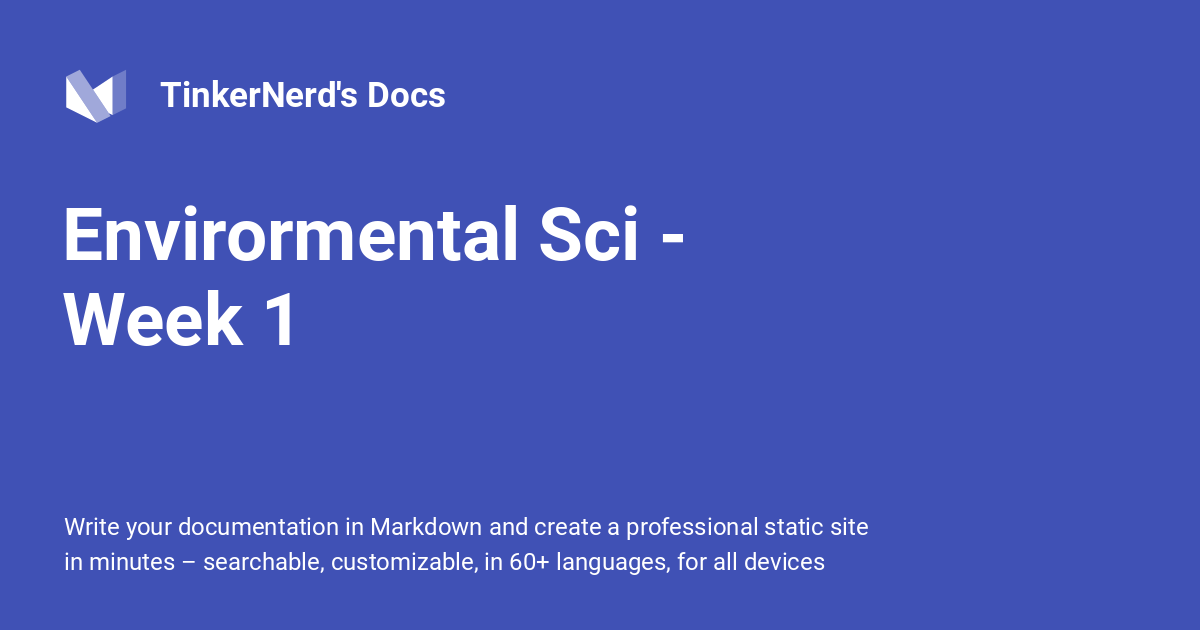 TinkerNerd's Docs
Envirormental Sci -
Week 1
Write your documentation in Markdown and create a professional static site
in minutes – searchable, customizable, in 60+ languages, for all devices